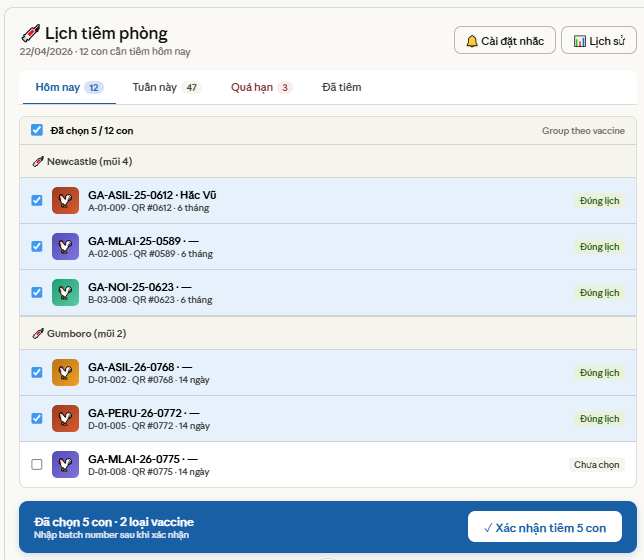 Lịch tiêm phòng
22/04/2026 · 12 con cần tiêm hôm nay
Cài đặt nhắc
Lịch sử
Hôm nay 12
Tuần này 47
Quá hạn 3
Đã tiêm
Đã chọn 5 / 12 con
Group theo vaccine
Newcastle (mũi 4)
GA-ASIL-25-0612 · Hắc Vũ
A-01-009 · QR #0612 · 6 tháng
Đúng lịch
GA-MLAI-25-0589 · —
A-02-005 · QR #0589 · 6 tháng
Đúng lịch
GA-NOI-25-0623 · —
B-03-008 · QR #0623 · 6 tháng
Đúng lịch
Gumboro (mũi 2)
GA-ASIL-26-0768 · —
D-01-002 · QR #0768 · 14 ngày
Đúng lịch
GA-PERU-26-0772 · —
D-01-005 · QR #0772 · 14 ngày
Đúng lịch
GA-MLAI-26-0775 · —
D-01-008 · QR #0775 · 14 ngày
Chưa chọn
Đã chọn 5 con · 2 loại vaccine
Nhập batch number sau khi xác nhận
✓ Xác nhận tiêm 5 con